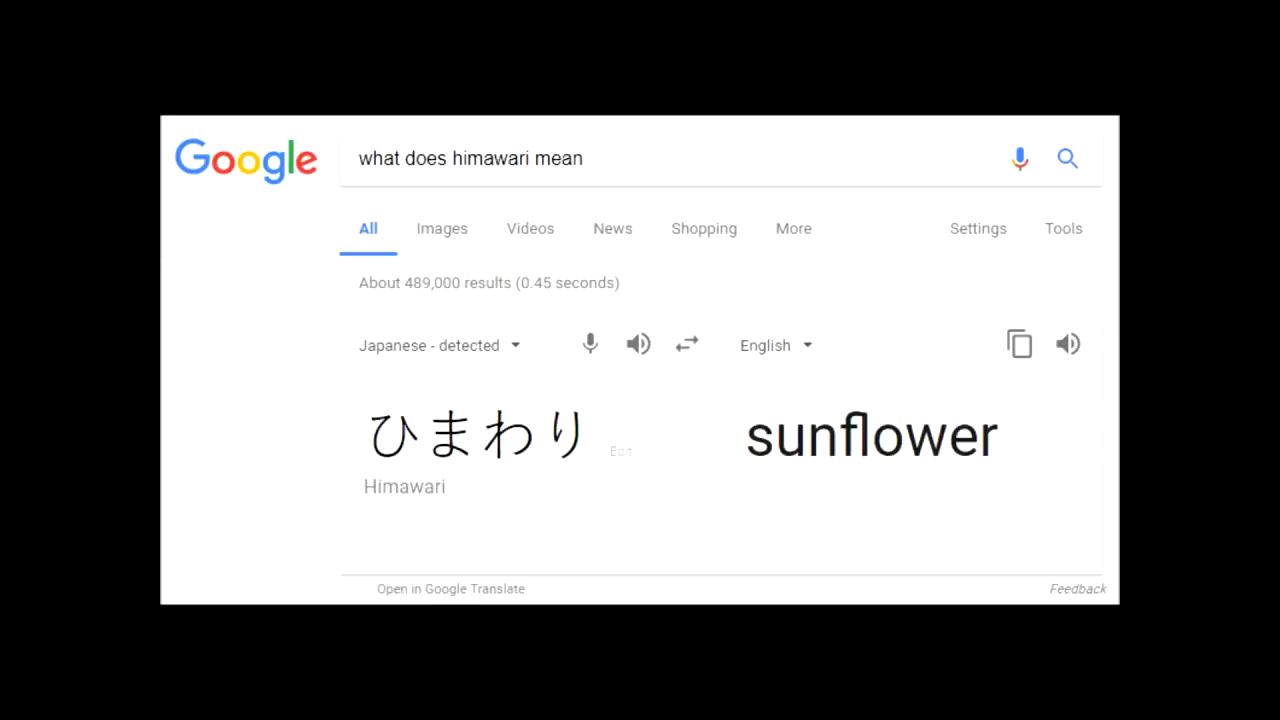 Google what does himawari mean
All Images Videos News Shopping More Settings Tools
About 489,000 results (0.45 seconds)
Japanese - detected English
ひまわり sunflower
Himawari
Open in Google Translate Feedback